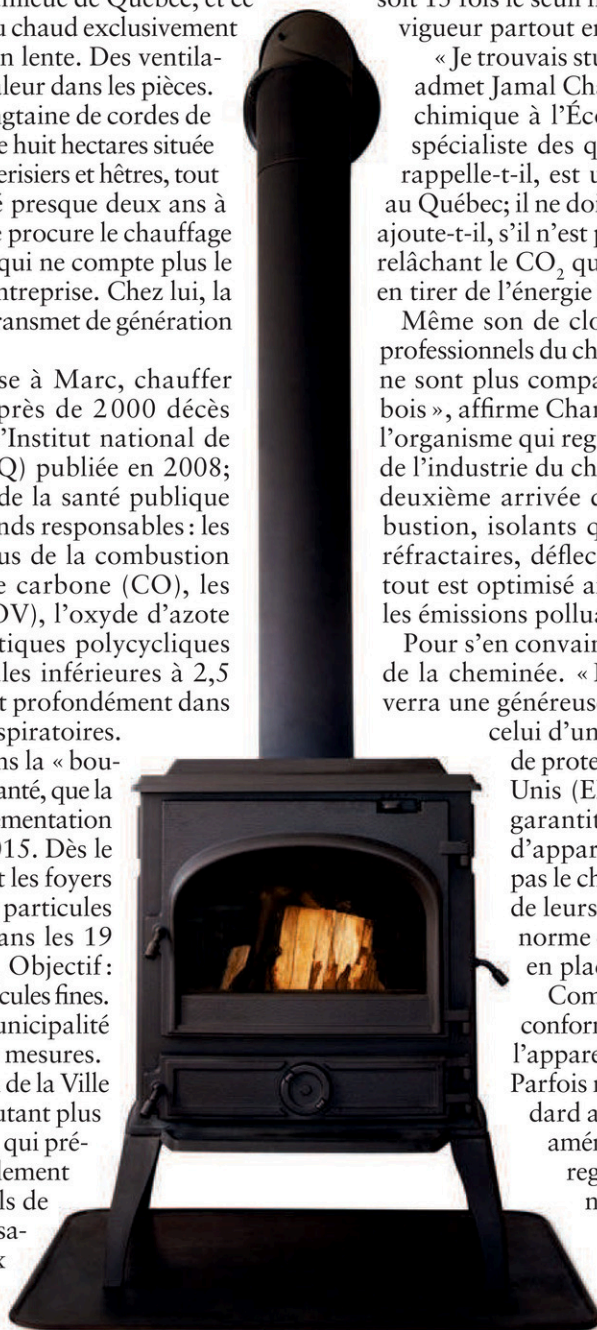 nlieue de Québec, et ce
u chaud exclusivement
n lente. Des ventila-
aleur dans les pièces.
ngtaine de cordes de
e huit hectares située
erisiers et hêtres, tout
é presque deux ans à
e procure le chauffage
qui ne compte plus le
ntreprise. Chez lui, la
ransmet de génération
se à Marc, chauffer
près de 2000 décès
l'Institut national de
Q) publiée en 2008;
de la santé publique
nds responsables : les
us de la combustion
e carbone (CO), les
OV), l'oxyde d'azote
tiques polycycliques
les inférieures à 2,5
t profondément dans
spiratoires.
ns la « bou-
anté, que la
ementation
015. Dès le
t les foyers
particules
ans les 19
Objectif :
cules fines.
unicipalité
mesures.
de la Ville
utant plus
qui pré-
lement
ls de
sa-
x
soit 15 fois le seuil
vigueur partout en
« Je trouvais stu
admet Jamal Cha
chimique à l'Éc
spécialiste des q
rappelle-t-il, est u
au Québec; il ne doi
ajoute-t-il, s'il n'est p
relâchant le CO₂ qu
en tirer de l'énergie
Même son de clo
professionnels du ch
ne sont plus compa
bois », affirme Char
l'organisme qui reg
de l'industrie du ch
deuxième arrivée d
bustion, isolants q
réfractaires, déflec
tout est optimisé a
les émissions pollua
Pour s'en convain
de la cheminée. «
verra une généreuse
celui d'un
de prote
Unis (E
garantit
d'appar
pas le ch
de leurs
norme
en plac
Com
conform
l'appare
Parfois
dard a
amér
reg
n